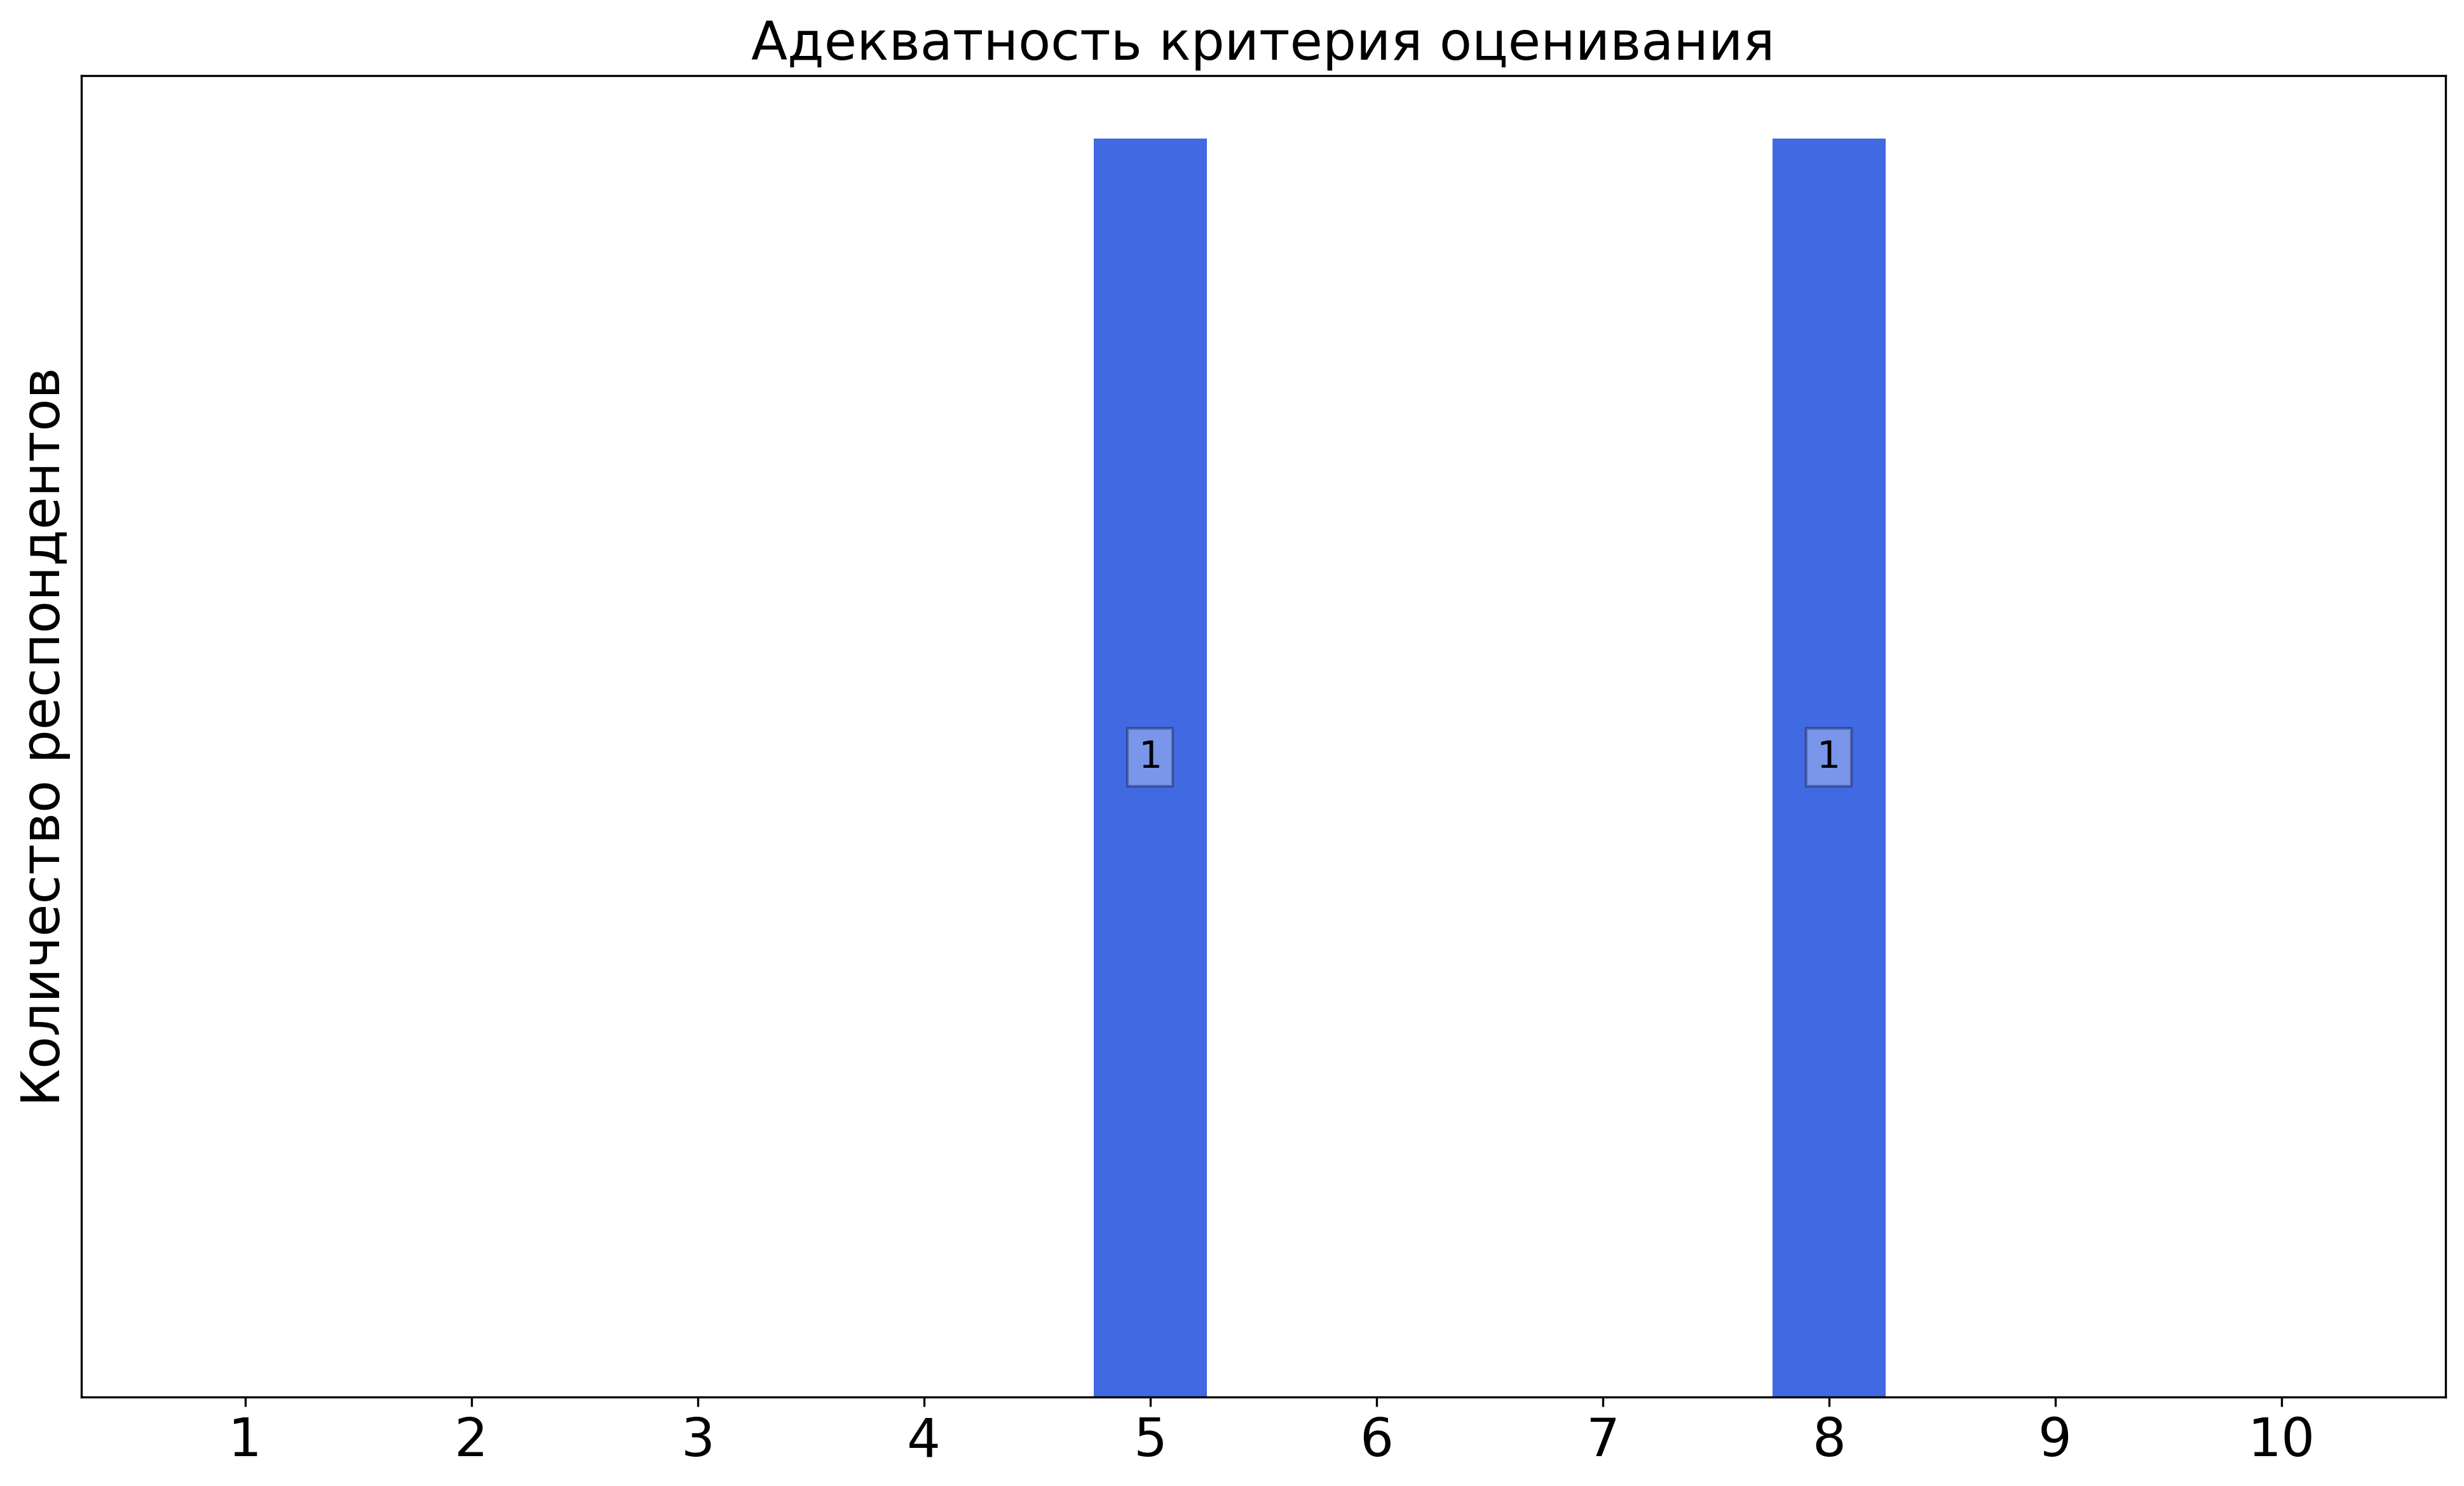 Адекватность критерия оценивания
Количество респондентов
1
1
1 2 3 4 5 6 7 8 9 10